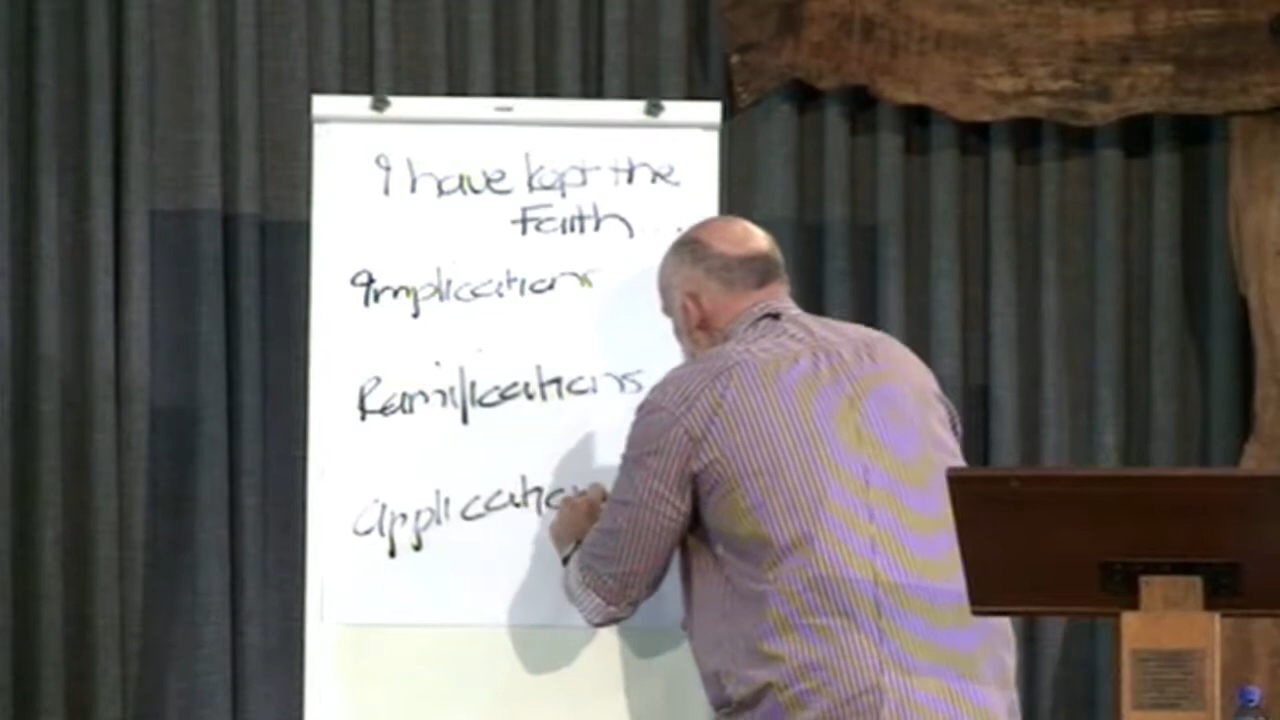 I have kept the
Faith
Implications
Ramifications
Application